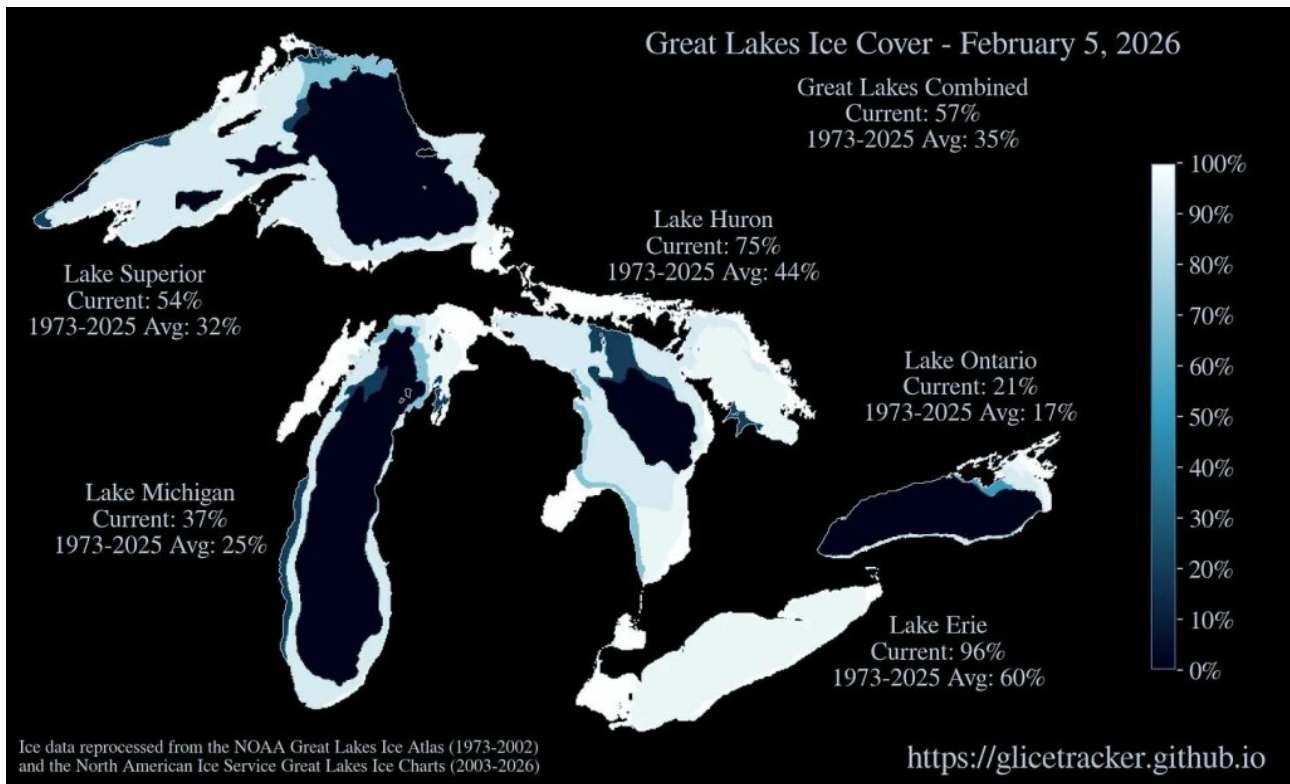 Great Lakes Ice Cover - February 5, 2026
Great Lakes Combined
Current: 57%
1973-2025 Avg: 35%
100%
90%
80%
70%
60%
50%
40%
30%
20%
10%
0%
Lake Superior
Current: 54%
1973-2025 Avg: 32%
Lake Huron
Current: 75%
1973-2025 Avg: 44%
Lake Ontario
Current: 21%
1973-2025 Avg: 17%
Lake Michigan
Current: 37%
1973-2025 Avg: 25%
Lake Erie
Current: 96%
1973-2025 Avg: 60%
Ice data reprocessed from the NOAA Great Lakes Ice Atlas (1973-2002)
and the North American Ice Service Great Lakes Ice Charts (2003-2026)
https://glicetracker.github.io